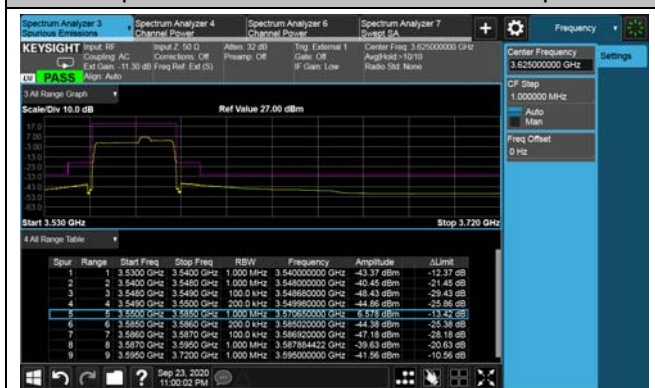 Spectrum Analyzer 3
Spurious Emissions
Spectrum Analyzer 4
Channel Power
Spectrum Analyzer 6
Channel Power
Spectrum Analyzer 7
Swept SA
Frequency
KEYSIGHT
Input: RF
Coupling: AC
Ext Gain: -11.30 dB
Align: Auto
Input Z: 50 Ω
Corrections: Off
Freq Ref: Ext (S)
Atten: 32 dB
Preamp: Off
Trig: External 1
Gate: Off
IF Gain: Low
Center Freq: 3.625000000 GHz
Avg|Hold:>10/10
Radio Std: None
PASS
Center Frequency
3.625000000 GHz
Settings
CF Step
1.000000 MHz
Auto
Man
Freq Offset
0 Hz
3 All Range Graph
Scale/Div 10.0 dB
Ref Value 27.00 dBm
17.0
7.00
-3.00
-13.0
-23.0
-33.0
-43.0
-53.0
-63.0
Start 3.530 GHz
Stop 3.720 GHz
4 All Range Table
Spur Range Start Freq Stop Freq RBW Frequency Amplitude ΔLimit
1 1 3.5300 GHz 3.5400 GHz 1.000 MHz 3.540000000 GHz -43.37 dBm -12.37 dB
2 2 3.5400 GHz 3.5480 GHz 1.000 MHz 3.548000000 GHz -40.45 dBm -21.45 dB
3 3 3.5480 GHz 3.5490 GHz 100.0 kHz 3.548680000 GHz -48.43 dBm -29.43 dB
4 4 3.5490 GHz 3.5500 GHz 200.0 kHz 3.549960000 GHz -44.86 dBm -25.86 dB
5 5 3.5500 GHz 3.5850 GHz 1.000 MHz 3.570650000 GHz 6.578 dBm -13.42 dB
6 6 3.5850 GHz 3.5860 GHz 200.0 kHz 3.585020000 GHz -44.38 dBm -25.38 dB
7 7 3.5860 GHz 3.5870 GHz 100.0 kHz 3.586920000 GHz -47.18 dBm -28.18 dB
8 8 3.5870 GHz 3.5950 GHz 1.000 MHz 3.587884422 GHz -39.63 dBm -20.63 dB
9 9 3.5950 GHz 3.7200 GHz 1.000 MHz 3.595000000 GHz -41.56 dBm -10.56 dB
Sep 23, 2020
11:00:02 PM